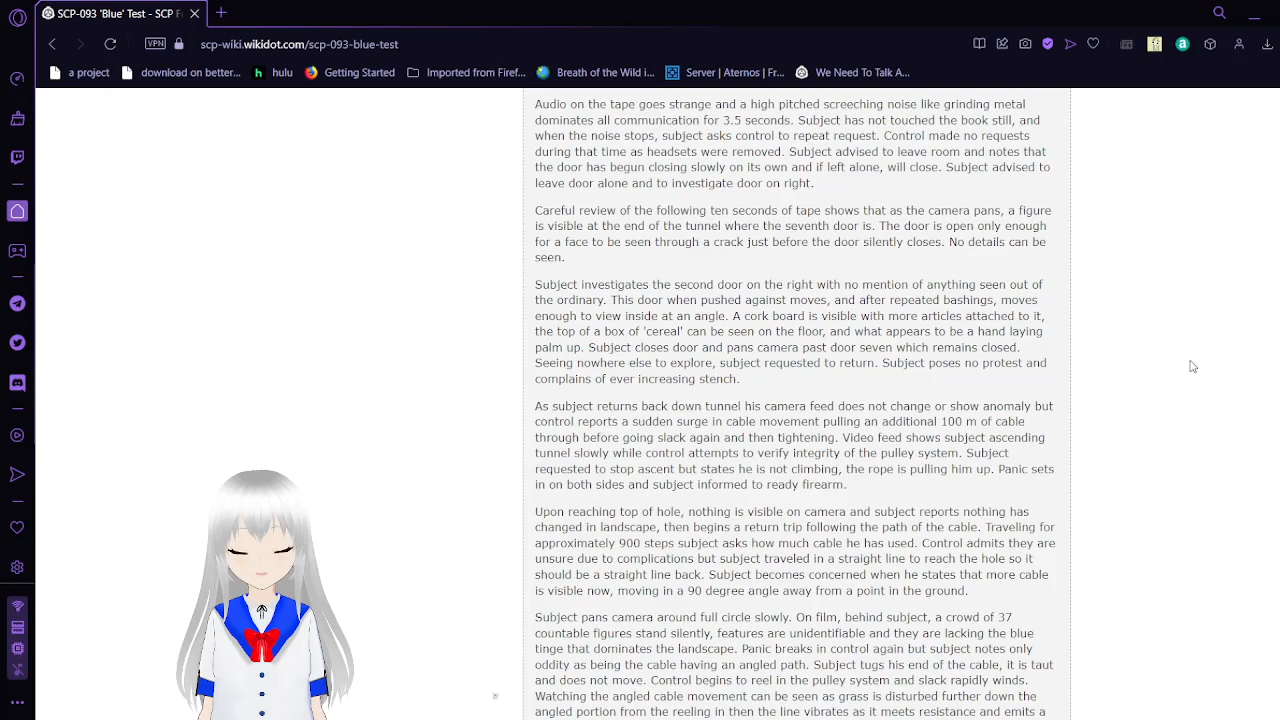 SCP-093 'Blue' Test - SCP F
VPN
scp-wiki.wikidot.com/scp-093-blue-test
a project
download on better...
hulu
Getting Started
Imported from Firef...
Breath of the Wild i...
Server | Aternos | Fr...
We Need To Talk A...
Audio on the tape goes strange and a high pitched screeching noise like grinding metal
dominates all communication for 3.5 seconds. Subject has not touched the book still, and
when the noise stops, subject asks control to repeat request. Control made no requests
during that time as headsets were removed. Subject advised to leave room and notes that
the door has begun closing slowly on its own and if left alone, will close. Subject advised to
leave door alone and to investigate door on right.
Careful review of the following ten seconds of tape shows that as the camera pans, a figure
is visible at the end of the tunnel where the seventh door is. The door is open only enough
for a face to be seen through a crack just before the door silently closes. No details can be
seen.
Subject investigates the second door on the right with no mention of anything seen out of
the ordinary. This door when pushed against moves, and after repeated bashings, moves
enough to view inside at an angle. A cork board is visible with more articles attached to it,
the top of a box of 'cereal' can be seen on the floor, and what appears to be a hand laying
palm up. Subject closes door and pans camera past door seven which remains closed.
Seeing nowhere else to explore, subject requested to return. Subject poses no protest and
complains of ever increasing stench.
As subject returns back down tunnel his camera feed does not change or show anomaly but
control reports a sudden surge in cable movement pulling an additional 100 m of cable
through before going slack again and then tightening. Video feed shows subject ascending
tunnel slowly while control attempts to verify integrity of the pulley system. Subject
requested to stop ascent but states he is not climbing, the rope is pulling him up. Panic sets
in on both sides and subject informed to ready firearm.
Upon reaching top of hole, nothing is visible on camera and subject reports nothing has
changed in landscape, then begins a return trip following the path of the cable. Traveling for
approximately 900 steps subject asks how much cable he has used. Control admits they are
unsure due to complications but subject traveled in a straight line to reach the hole so it
should be a straight line back. Subject becomes concerned when he states that more cable
is visible now, moving in a 90 degree angle away from a point in the ground.
Subject pans camera around full circle slowly. On film, behind subject, a crowd of 37
countable figures stand silently, features are unidentifiable and they are lacking the blue
tinge that dominates the landscape. Panic breaks in control again but subject notes only
oddity as being the cable having an angled path. Subject tugs his end of the cable, it is taut
and does not move. Control begins to reel in the pulley system and slack rapidly winds.
Watching the angled cable movement can be seen as grass is disturbed further down the
angled portion from the reeling in then the line vibrates as it meets resistance and emits a